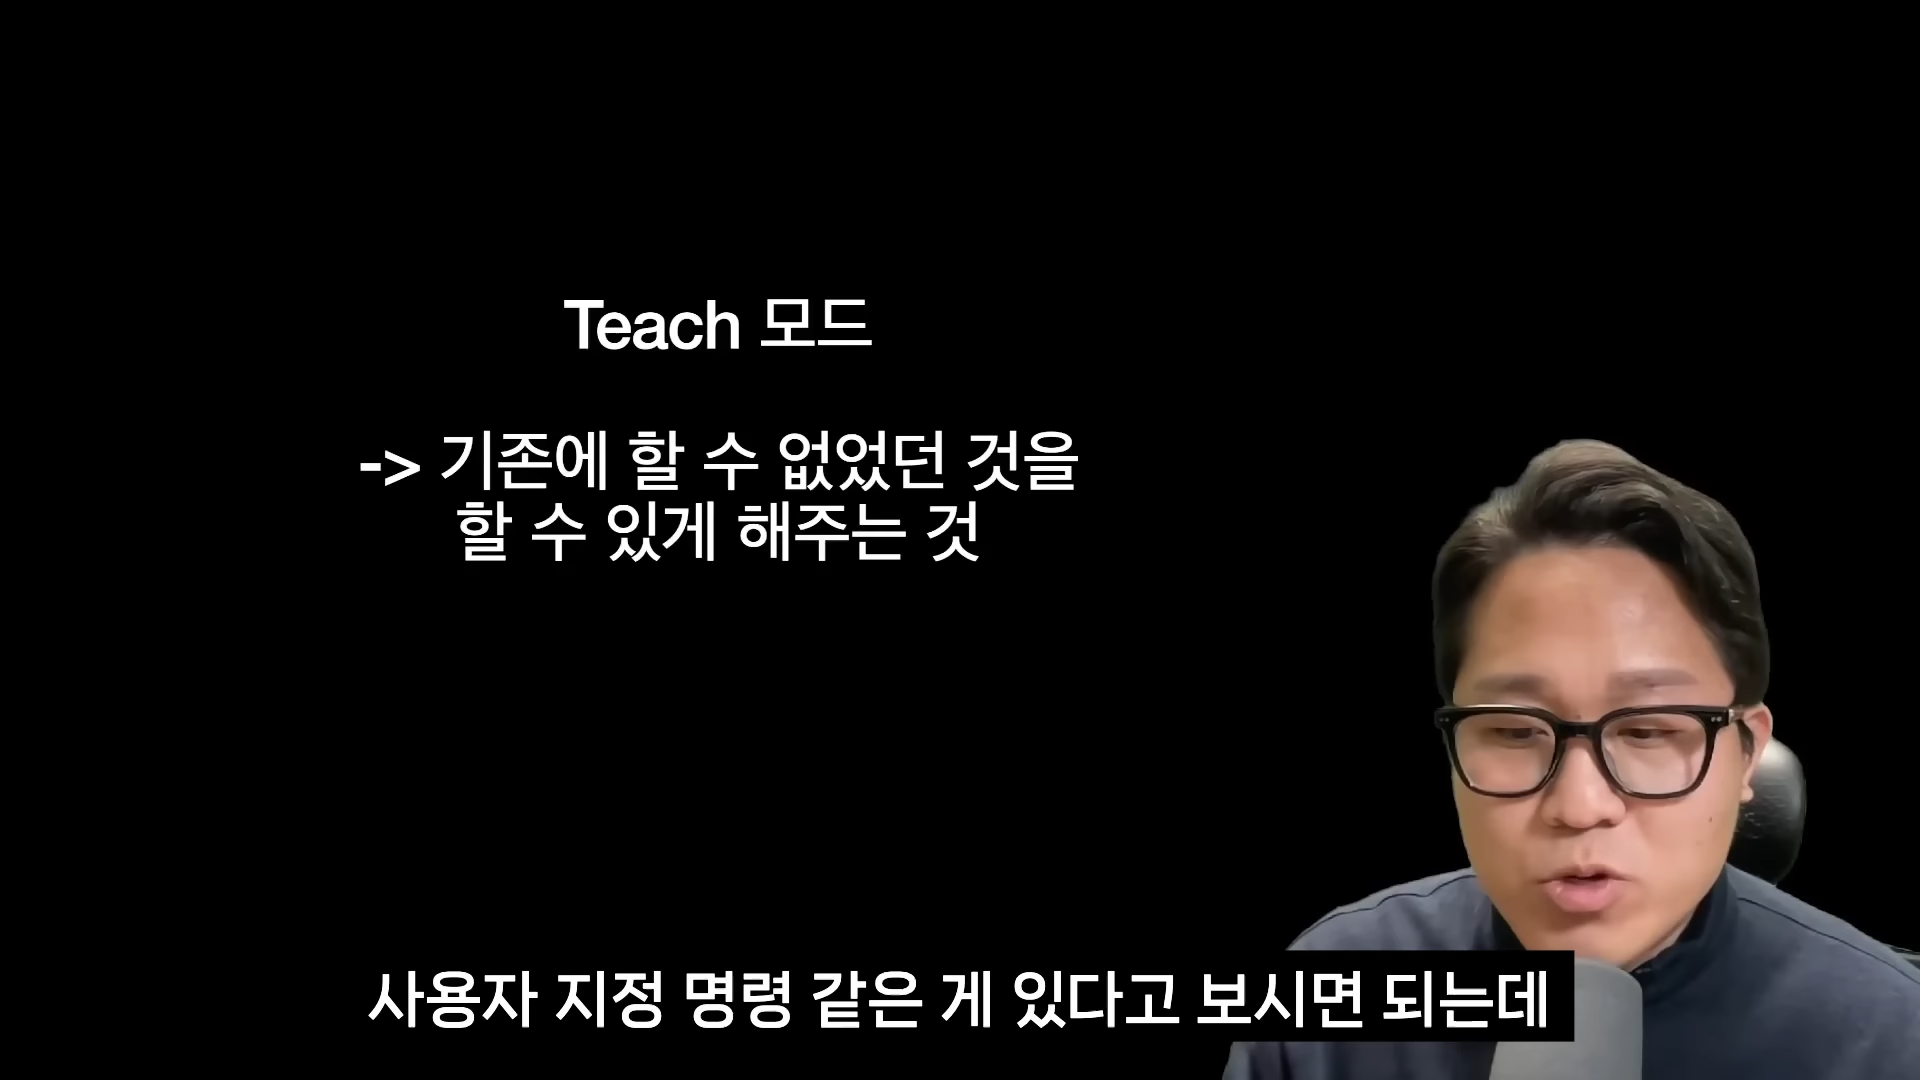 Teach 모드
-> 기존에 할 수 없었던 것을
할 수 있게 해주는 것
사용자 지정 명령 같은 게 있다고 보시면 되는데